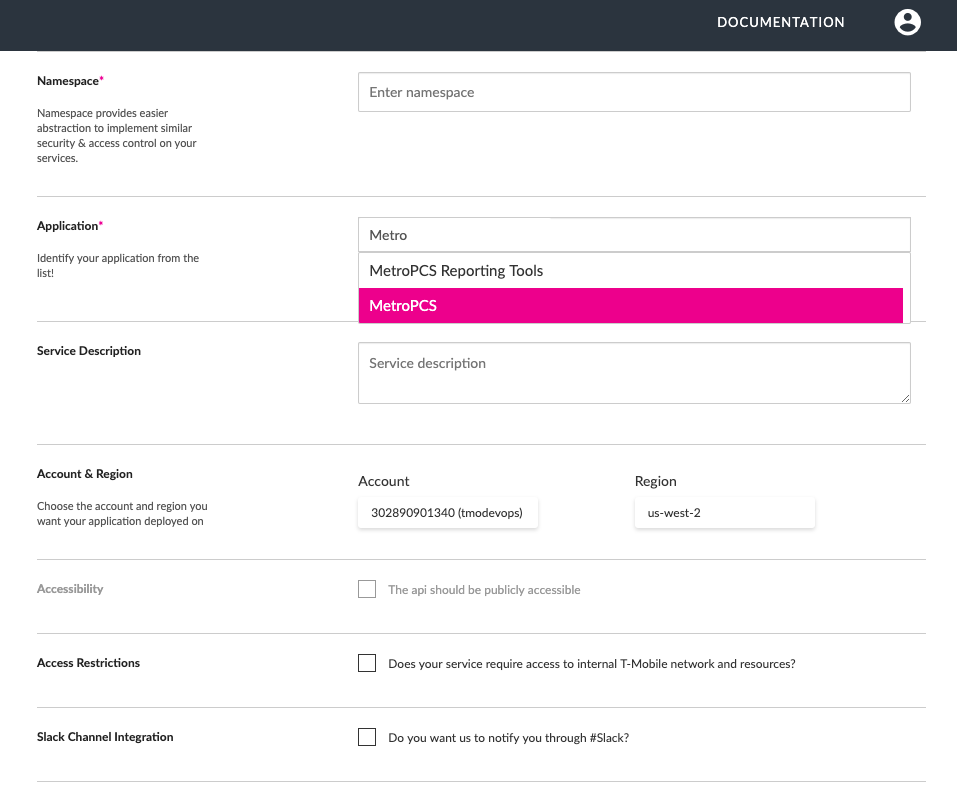 DOCUMENTATION
Namespace*
Enter namespace
Namespace provides easier
abstraction to implement similar
security & access control on your
services.
Application*
Metro
Identify your application from the
list!
MetroPCS Reporting Tools
MetroPCS
Service Description
Service description
Account & Region
Choose the account and region you
want your application deployed on
Account
302890901340 (tmodevops)
Region
us-west-2
Accessibility
The api should be publicly accessible
Access Restrictions
Does your service require access to internal T-Mobile network and resources?
Slack Channel Integration
Do you want us to notify you through #Slack?